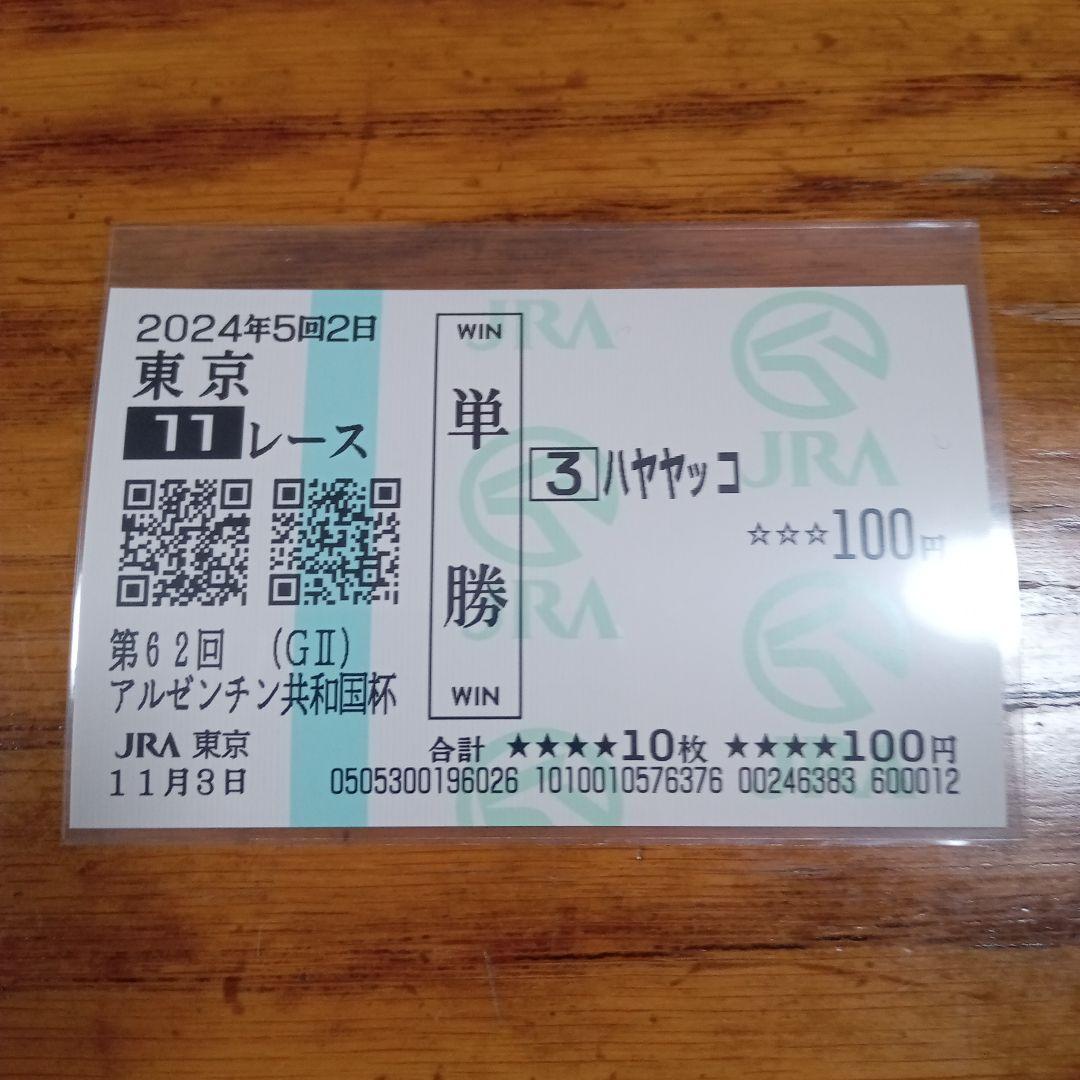 2024年5回2日
東京
11レース
第62回 (GⅡ)
アルゼンチン共和国杯
JRA 東京
11月3日
WIN
単勝
WIN
3 ハヤヤッコ
☆☆☆100円
合計 ★★★★10枚 ★★★★100円
0505300196026 1010010576376 00246383 600012
JRA
JRA
JRA